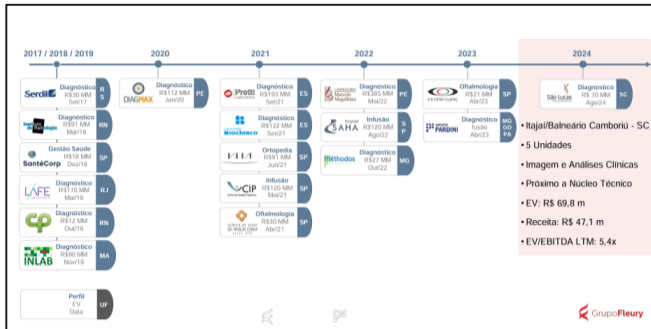 2017 / 2018 / 2019
2020
2021
2022
2023
2024
Serdil
Diagnóstico
R$30 MM
Set/17
RS
Diagnóstico
R$91 MM
Mar/18
RN
SantéCorp
Gestão Saúde
R$16 MM
Dez/18
SP
LAFE
Diagnóstico
R$170 MM
Mai/19
RJ
cp
Diagnóstico
R$12 MM
Out/19
RN
INLAB
Diagnóstico
R$90 MM
Nov/19
MA
Perfil
EV
Data
UF
DIAGMAX
Diagnóstico
R$112 MM
Jan/20
PE
Pretti
Diagnóstico
R$193 MM
Set/21
ES
Bioclínico
Diagnóstico
R$122 MM
Set/21
ES
VITA
Ortopedia
R$91 MM
Jun/21
SP
CIP
Infusão
R$120 MM
Mai/21
SP
Oftalmologia
R$30 MM
Abr/21
SP
Marcelo Magalhães
Diagnóstico
R$385 MM
Mai/22
PE
SAHA
Infusão
R$120 MM
Ago/22
SP
Méthodos
Diagnóstico
R$27 MM
Out/22
MG
Oftalmologia
R$21 MM
Abr/23
SP
GRUPO PARDINI
Diagnóstico
fusão
Abr/23
MG
GO
PA
São Lucas
Diagnóstico
R$ 70 MM
Ago/24
SC
• Itajaí/Balneário Camboriú - SC
• 5 Unidades
• Imagem e Análises Clínicas
• Próximo a Núcleo Técnico
• EV: R$ 69,8 m
• Receita: R$ 47,1 m
• EV/EBITDA LTM: 5,4x
GrupoFleury